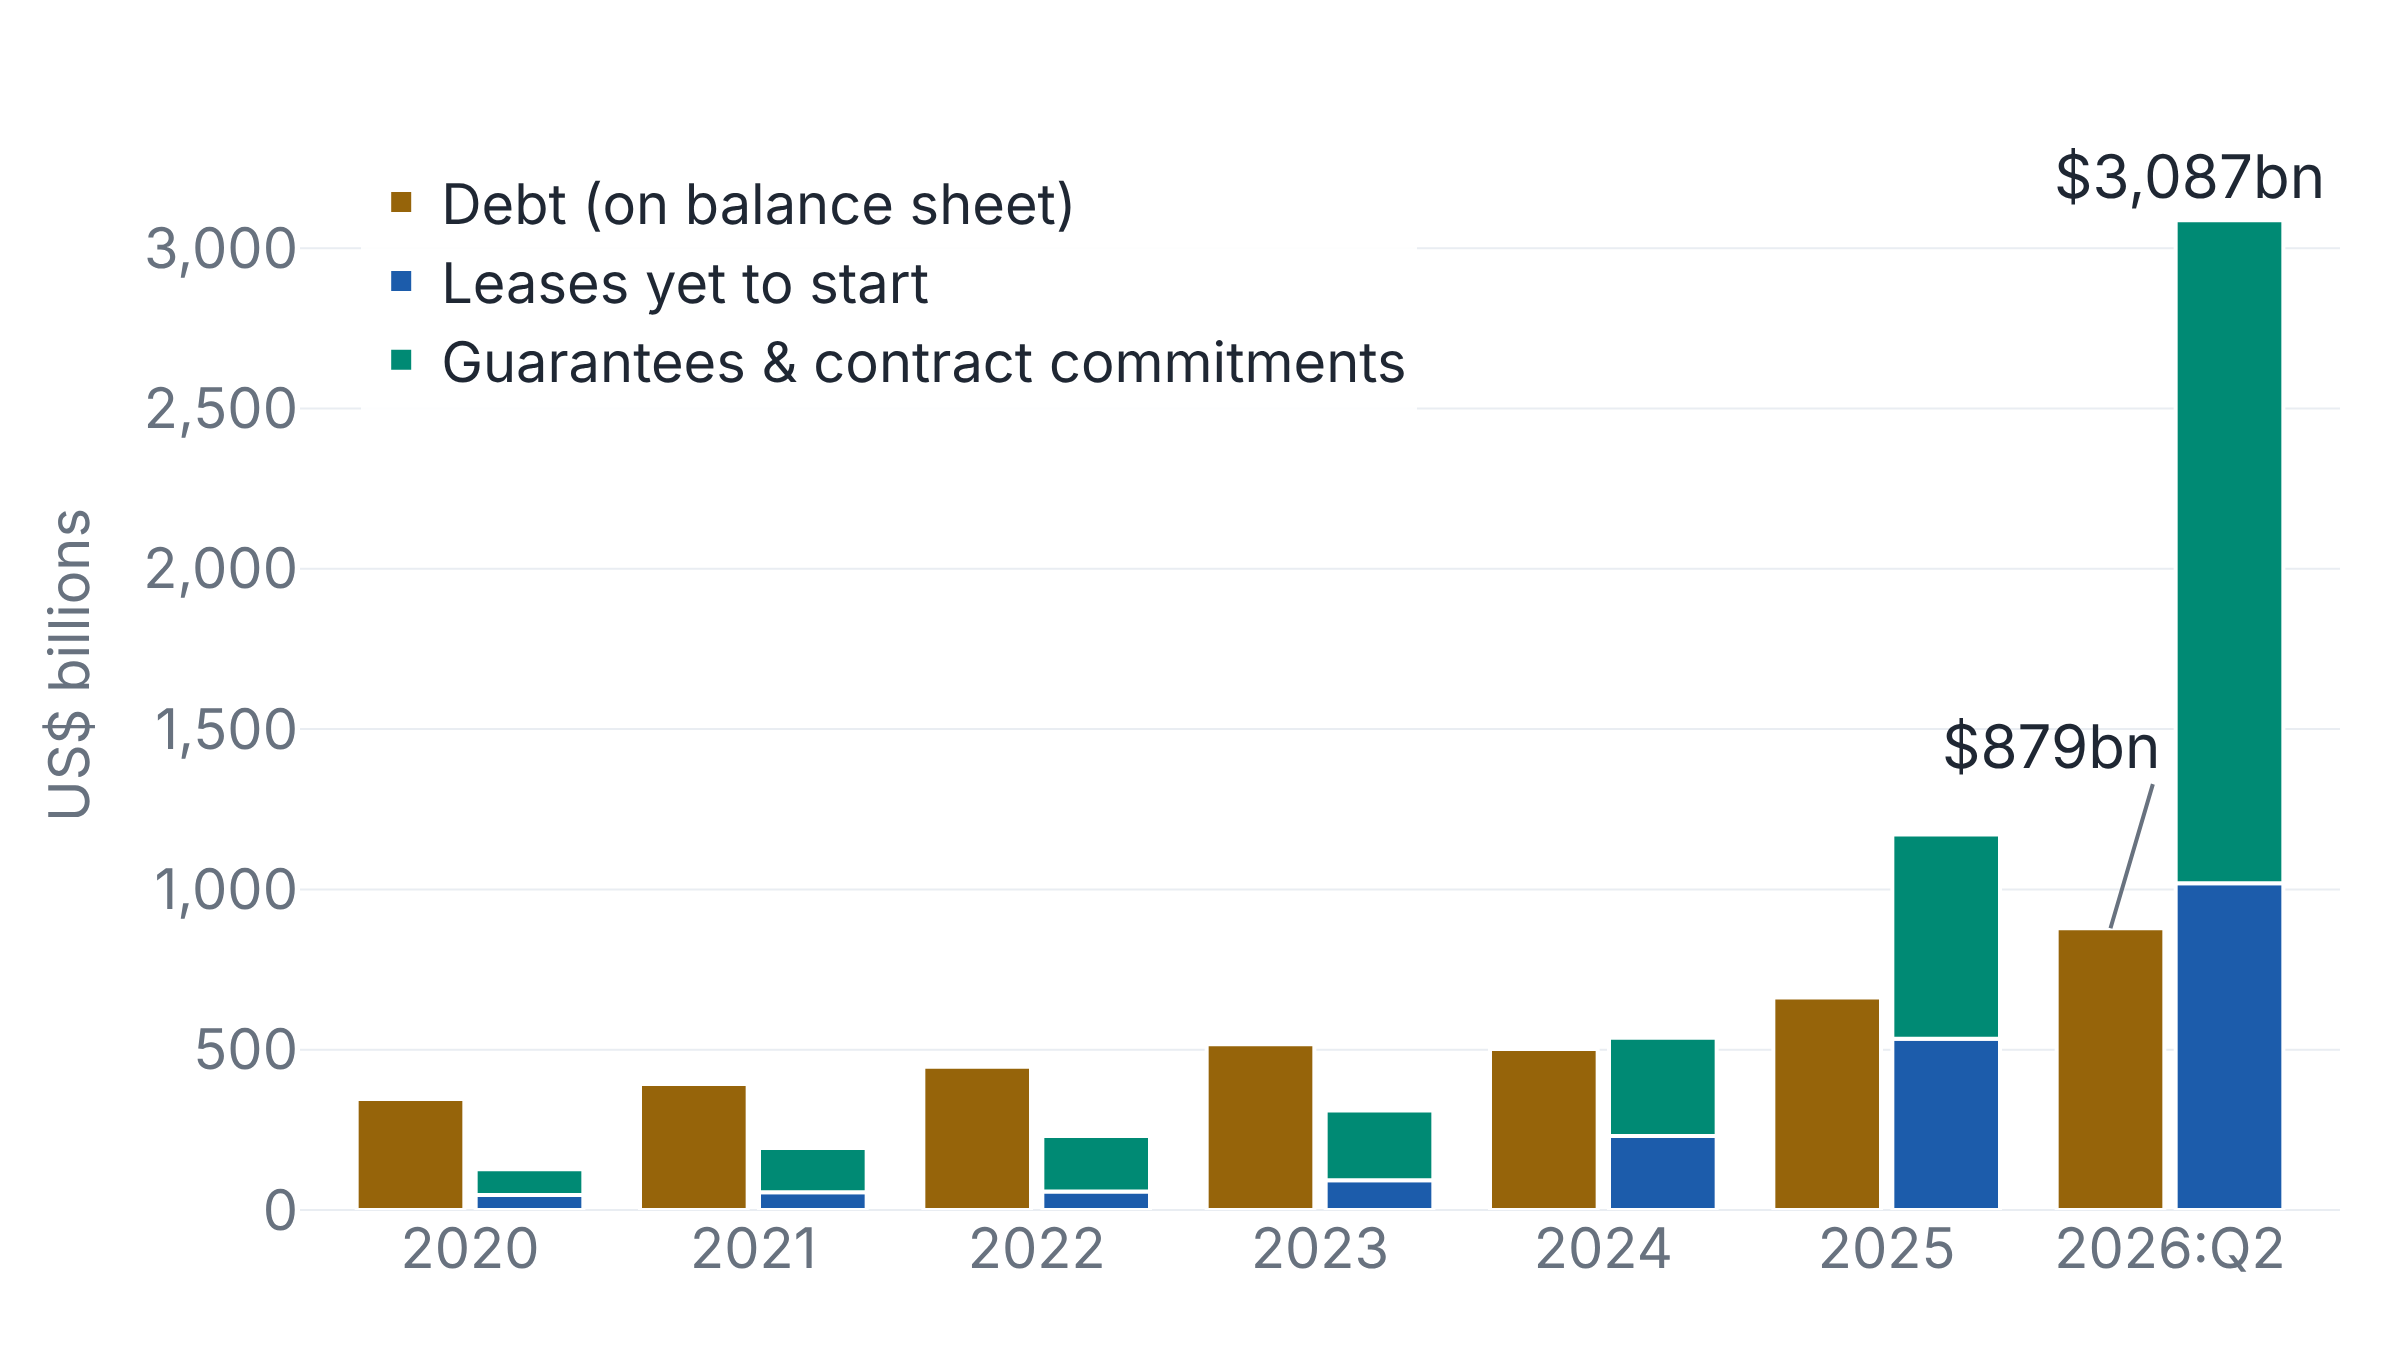 $3,087bn
Debt (on balance sheet)
Leases yet to start
Guarantees & contract commitments
3,000
2,500
2,000
1,500
1,000
500
0
US$ billions
$879bn
2020
2021
2022
2023
2024
2025
2026:Q2